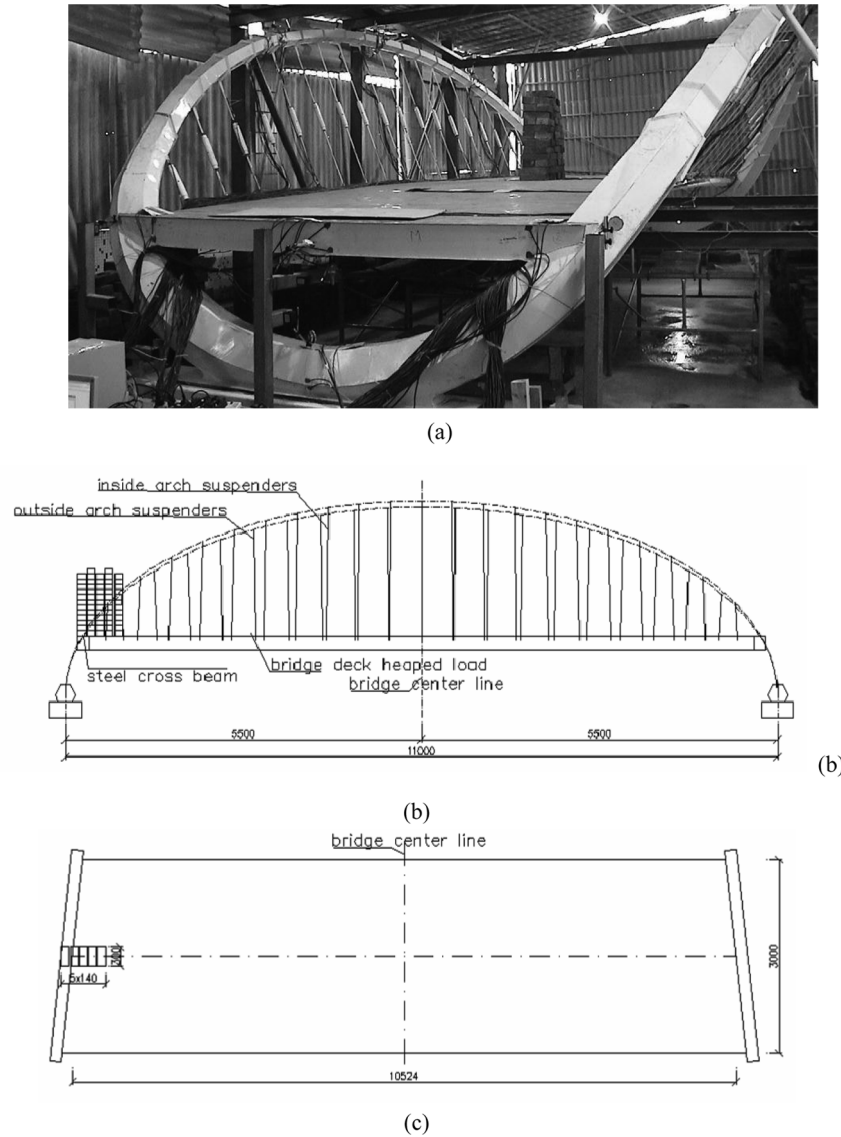 (a)
inside arch suspenders
outside arch suspenders
steel cross beam
bridge deck heaped load
bridge center line
5500
5500
11000
(b)
(b)
bridge center line
5x140
3000
10524
(c)